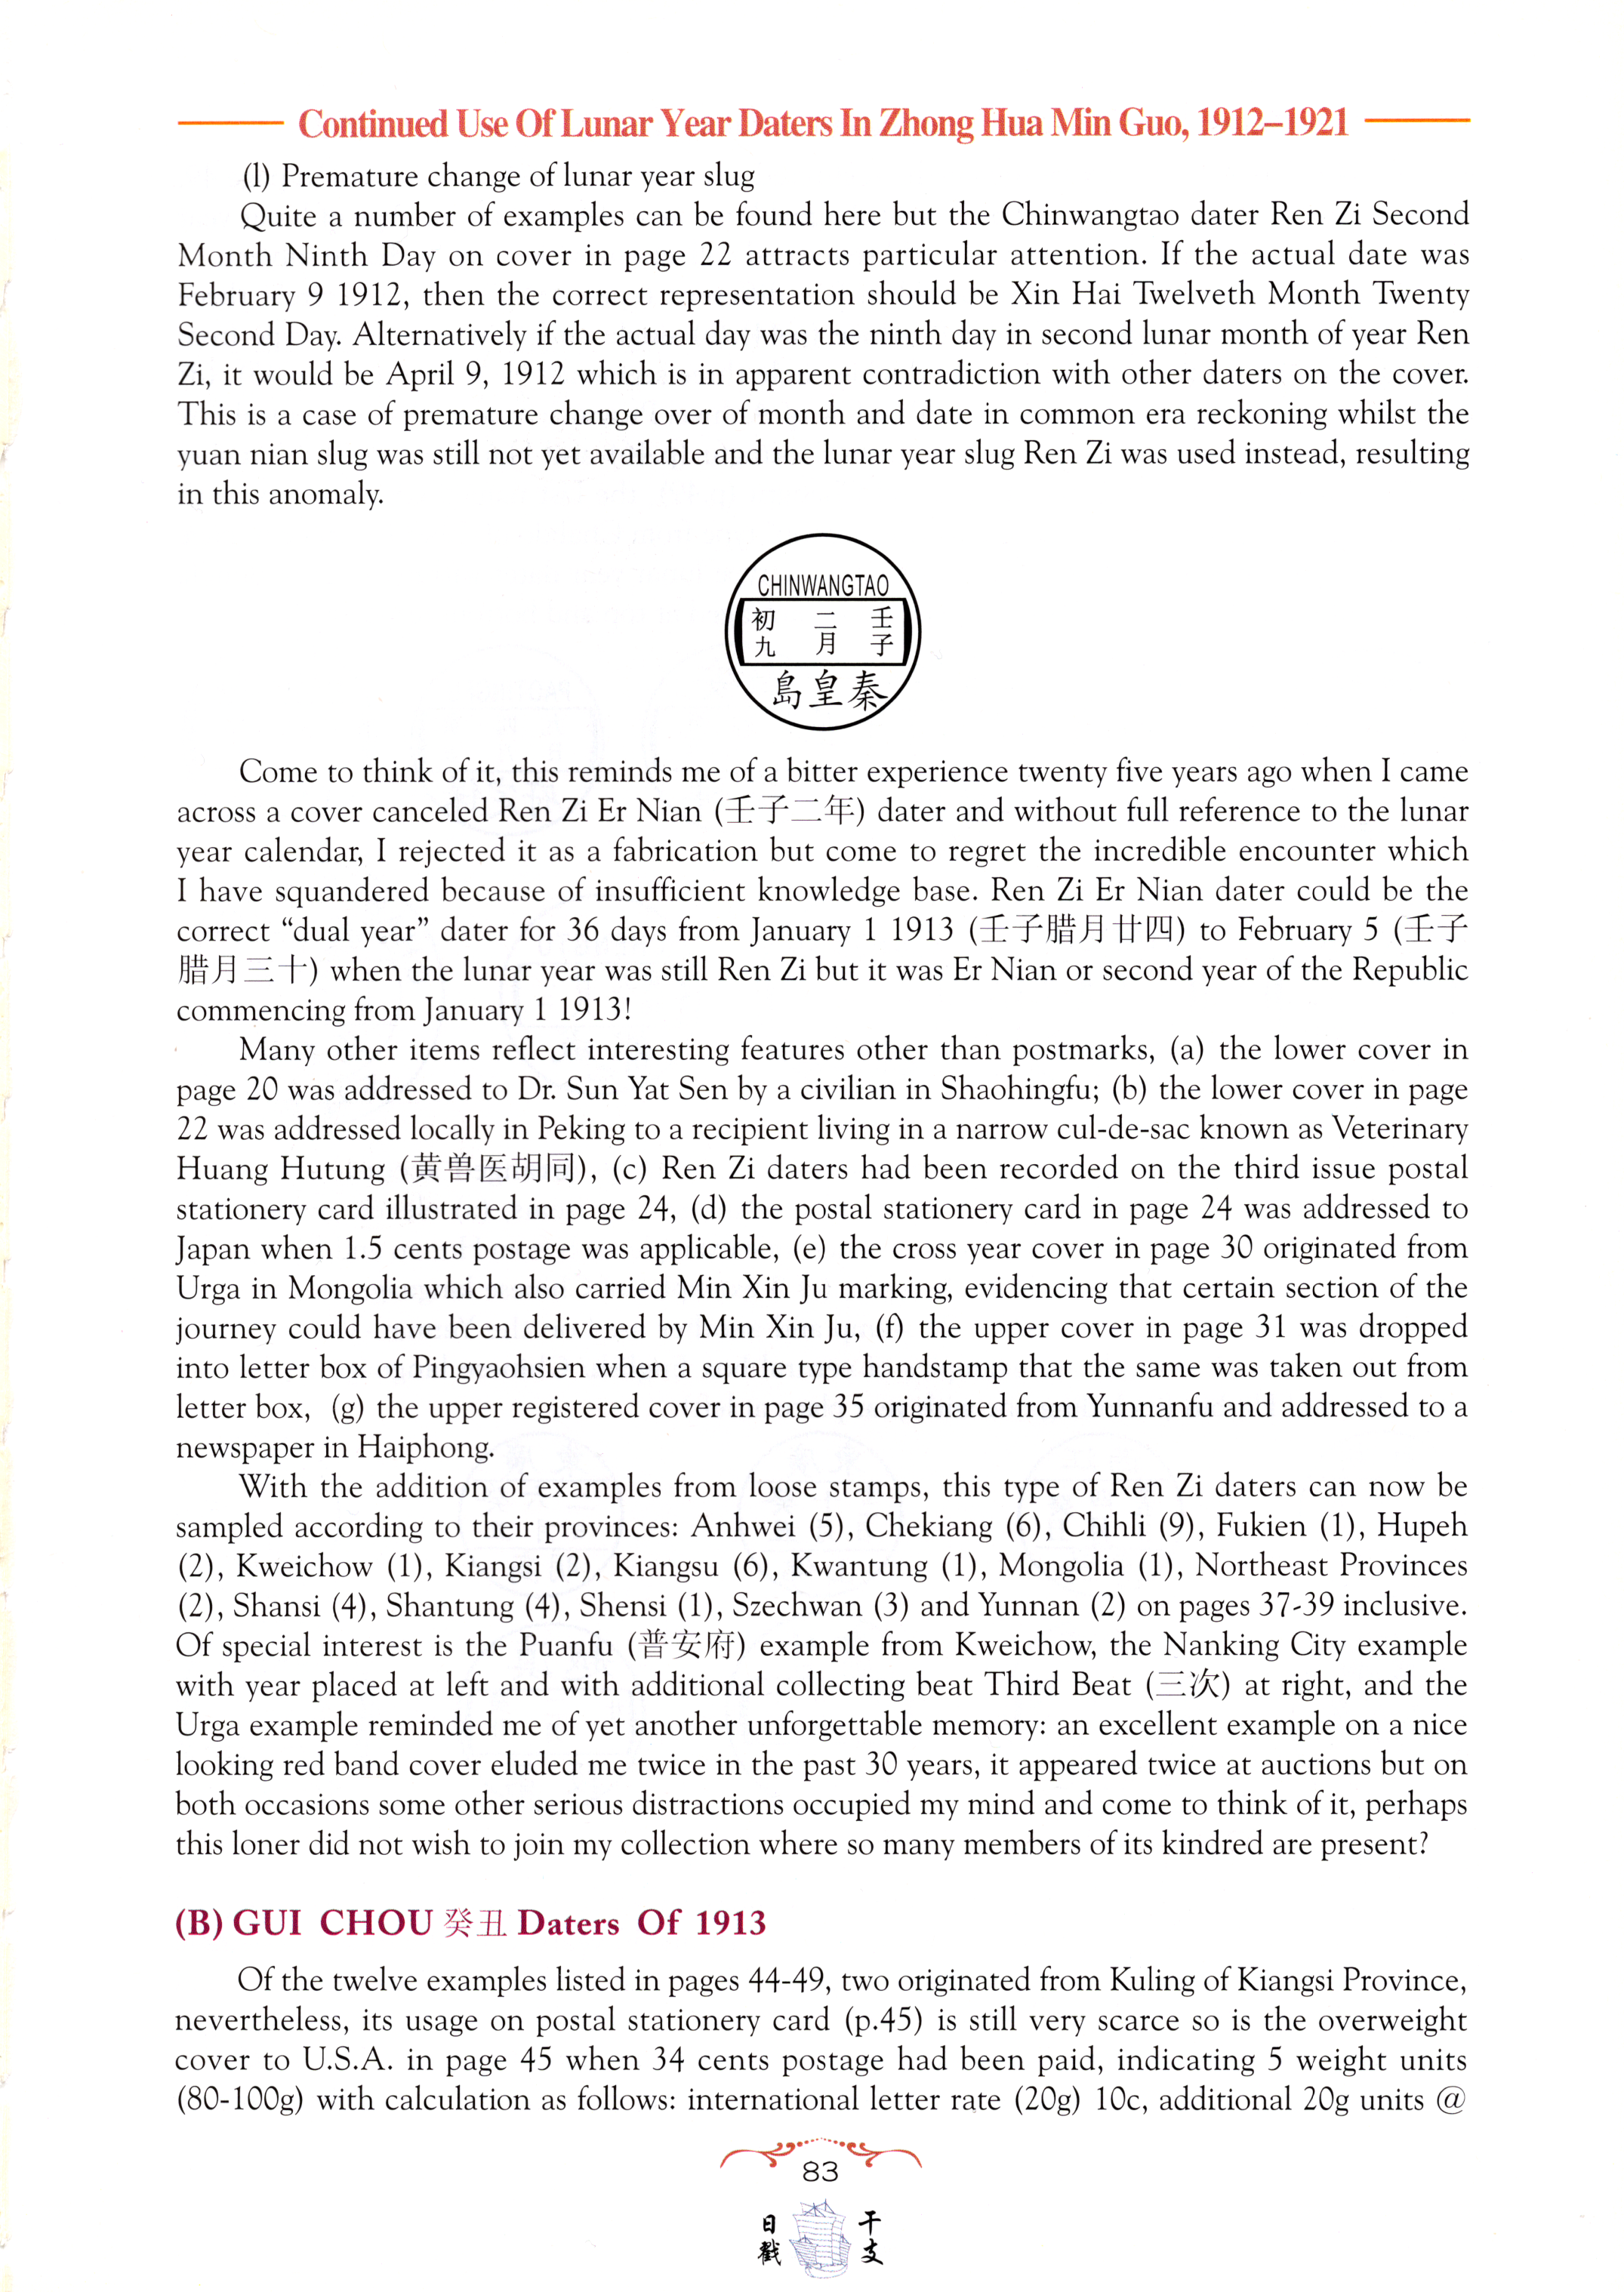 Continued Use Of Lunar Year Daters In Zhong Hua Min Guo, 1912–1921
(l) Premature change of lunar year slug
Quite a number of examples can be found here but the Chinwangtao dater Ren Zi Second
Month Ninth Day on cover in page 22 attracts particular attention. If the actual date was
February 9 1912, then the correct representation should be Xin Hai Twelveth Month Twenty
Second Day. Alternatively if the actual day was the ninth day in second lunar month of year Ren
Zi, it would be April 9, 1912 which is in apparent contradiction with other daters on the cover.
This is a case of premature change over of month and date in common era reckoning whilst the
yuan nian slug was still not yet available and the lunar year slug Ren Zi was used instead, resulting
in this anomaly.
CHINWANGTAO
初 二 壬
九 月 子
島皇秦
Come to think of it, this reminds me of a bitter experience twenty five years ago when I came
across a cover canceled Ren Zi Er Nian (壬子二年) dater and without full reference to the lunar
year calendar, I rejected it as a fabrication but come to regret the incredible encounter which
I have squandered because of insufficient knowledge base. Ren Zi Er Nian dater could be the
correct “dual year” dater for 36 days from January 1 1913 (壬子腊月廿四) to February 5 (壬子
腊月三十) when the lunar year was still Ren Zi but it was Er Nian or second year of the Republic
commencing from January 1 1913!
Many other items reflect interesting features other than postmarks, (a) the lower cover in
page 20 was addressed to Dr. Sun Yat Sen by a civilian in Shaohingfu; (b) the lower cover in page
22 was addressed locally in Peking to a recipient living in a narrow cul-de-sac known as Veterinary
Huang Hutung (黄兽医胡同), (c) Ren Zi daters had been recorded on the third issue postal
stationery card illustrated in page 24, (d) the postal stationery card in page 24 was addressed to
Japan when 1.5 cents postage was applicable, (e) the cross year cover in page 30 originated from
Urga in Mongolia which also carried Min Xin Ju marking, evidencing that certain section of the
journey could have been delivered by Min Xin Ju, (f) the upper cover in page 31 was dropped
into letter box of Pingyaohsien when a square type handstamp that the same was taken out from
letter box, (g) the upper registered cover in page 35 originated from Yunnanfu and addressed to a
newspaper in Haiphong.
With the addition of examples from loose stamps, this type of Ren Zi daters can now be
sampled according to their provinces: Anhwei (5), Chekiang (6), Chihli (9), Fukien (1), Hupeh
(2), Kweichow (1), Kiangsi (2), Kiangsu (6), Kwantung (1), Mongolia (1), Northeast Provinces
(2), Shansi (4), Shantung (4), Shensi (1), Szechwan (3) and Yunnan (2) on pages 37-39 inclusive.
Of special interest is the Puanfu (普安府) example from Kweichow, the Nanking City example
with year placed at left and with additional collecting beat Third Beat (三次) at right, and the
Urga example reminded me of yet another unforgettable memory: an excellent example on a nice
looking red band cover eluded me twice in the past 30 years, it appeared twice at auctions but on
both occasions some other serious distractions occupied my mind and come to think of it, perhaps
this loner did not wish to join my collection where so many members of its kindred are present?
(B) GUI CHOU 癸丑 Daters Of 1913
Of the twelve examples listed in pages 44-49, two originated from Kuling of Kiangsi Province,
nevertheless, its usage on postal stationery card (p.45) is still very scarce so is the overweight
cover to U.S.A. in page 45 when 34 cents postage had been paid, indicating 5 weight units
(80-100g) with calculation as follows: international letter rate (20g) 10c, additional 20g units @
83
干支
日戳